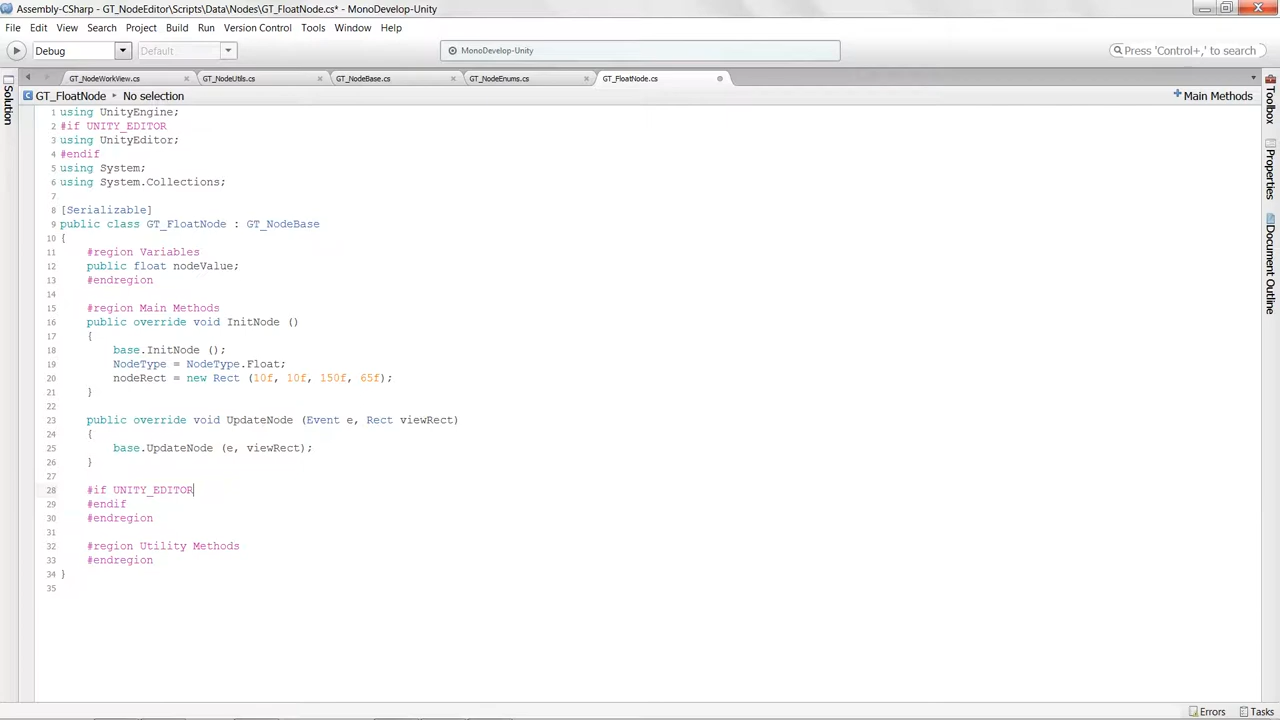 Assembly-CSharp - GT_NodeEditor\Scripts\Data\Nodes\GT_FloatNode.cs* - MonoDevelop-Unity
File Edit View Search Project Build Run Version Control Tools Window Help
Debug Default MonoDevelop-Unity Press 'Control+,' to search
GT_NodeWorkView.cs GT_NodeUtils.cs GT_NodeBase.cs GT_NodeEnums.cs GT_FloatNode.cs
GT_FloatNode No selection Main Methods
Solution
Toolbox
Properties
Document Outline
1 using UnityEngine;
2 #if UNITY_EDITOR
3 using UnityEditor;
4 #endif
5 using System;
6 using System.Collections;
7
8 [Serializable]
9 public class GT_FloatNode : GT_NodeBase
10 {
11 #region Variables
12 public float nodeValue;
13 #endregion
14
15 #region Main Methods
16 public override void InitNode ()
17 {
18 base.InitNode ();
19 NodeType = NodeType.Float;
20 nodeRect = new Rect (10f, 10f, 150f, 65f);
21 }
22
23 public override void UpdateNode (Event e, Rect viewRect)
24 {
25 base.UpdateNode (e, viewRect);
26 }
27
28 #if UNITY_EDITOR
29 #endif
30 #endregion
31
32 #region Utility Methods
33 #endregion
34 }
35
Errors Tasks